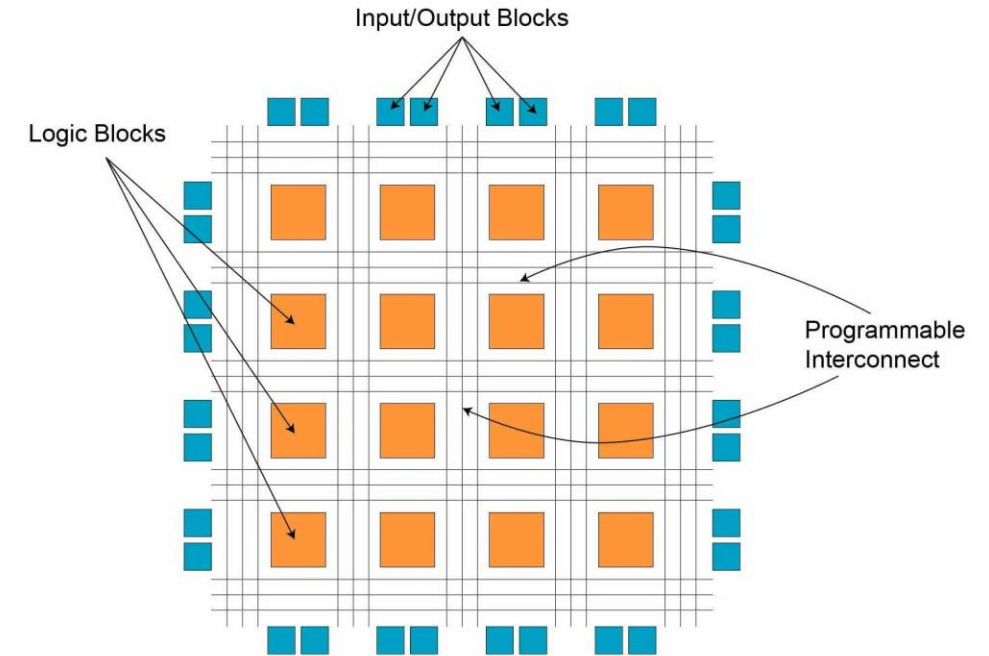 Input/Output Blocks
Logic Blocks
Programmable
Interconnect